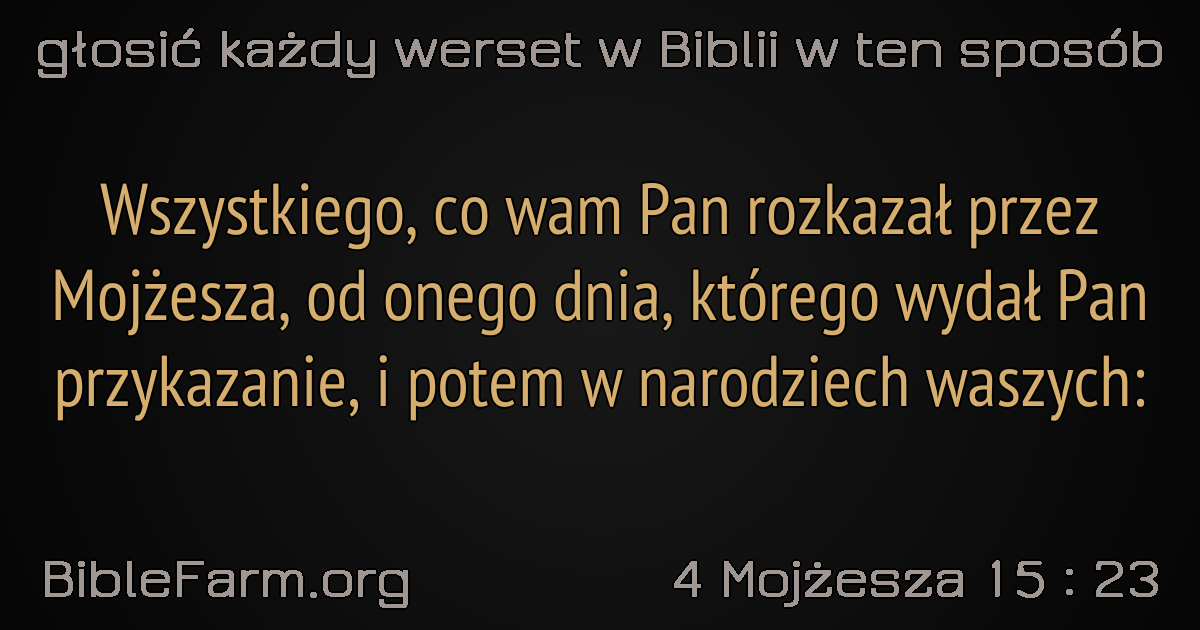 głosić każdy werset w Biblii w ten sposób
Wszystkiego, co wam Pan rozkazał przez
Mojżesza, od onego dnia, którego wydał Pan
przykazanie, i potem w narodziech waszych:
BibleFarm.org
4 Mojżesza 15 : 23